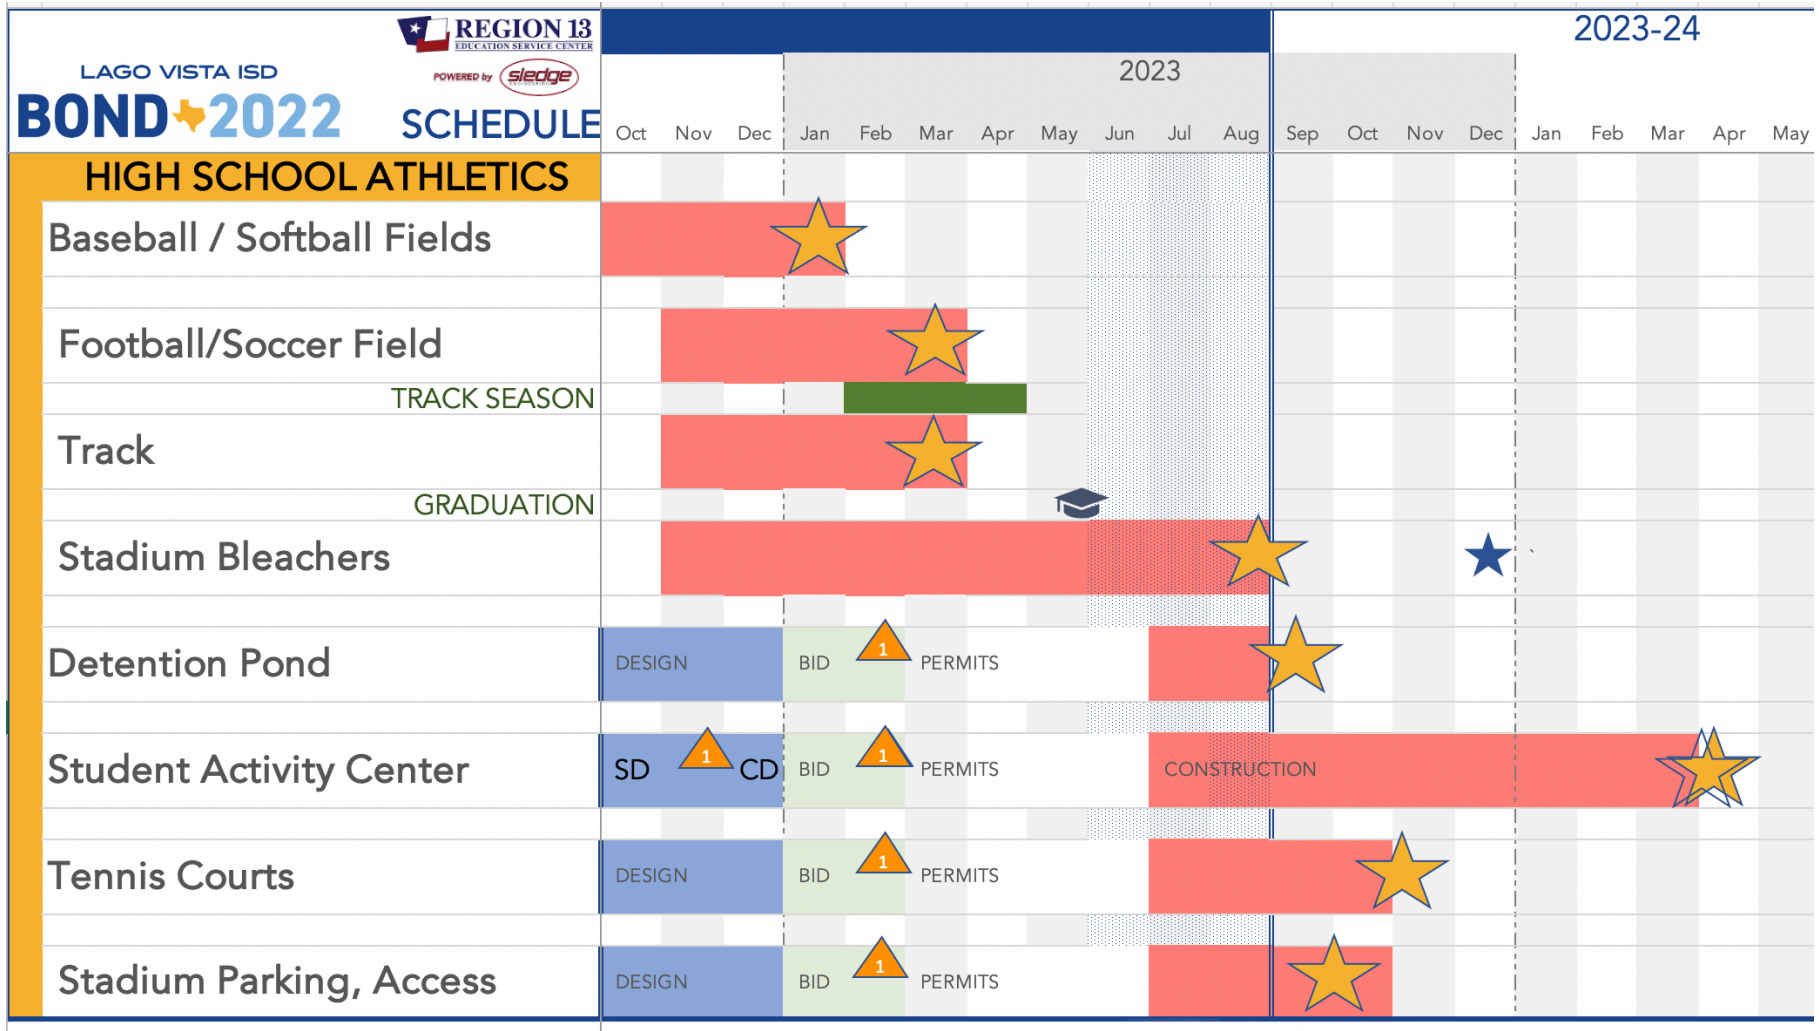 REGION 13
EDUCATION SERVICE CENTER
2023-24
LAGO VISTA ISD
POWERED by sledge
ENGINEERING
2023
BOND 2022
SCHEDULE
Oct Nov Dec Jan Feb Mar Apr May Jun Jul Aug Sep Oct Nov Dec Jan Feb Mar Apr May
HIGH SCHOOL ATHLETICS
Baseball / Softball Fields
Football/Soccer Field
TRACK SEASON
Track
GRADUATION
Stadium Bleachers `
Detention Pond DESIGN BID 1 PERMITS
Student Activity Center SD 1 CD BID 1 PERMITS CONSTRUCTION
Tennis Courts DESIGN BID 1 PERMITS
Stadium Parking, Access DESIGN BID 1 PERMITS